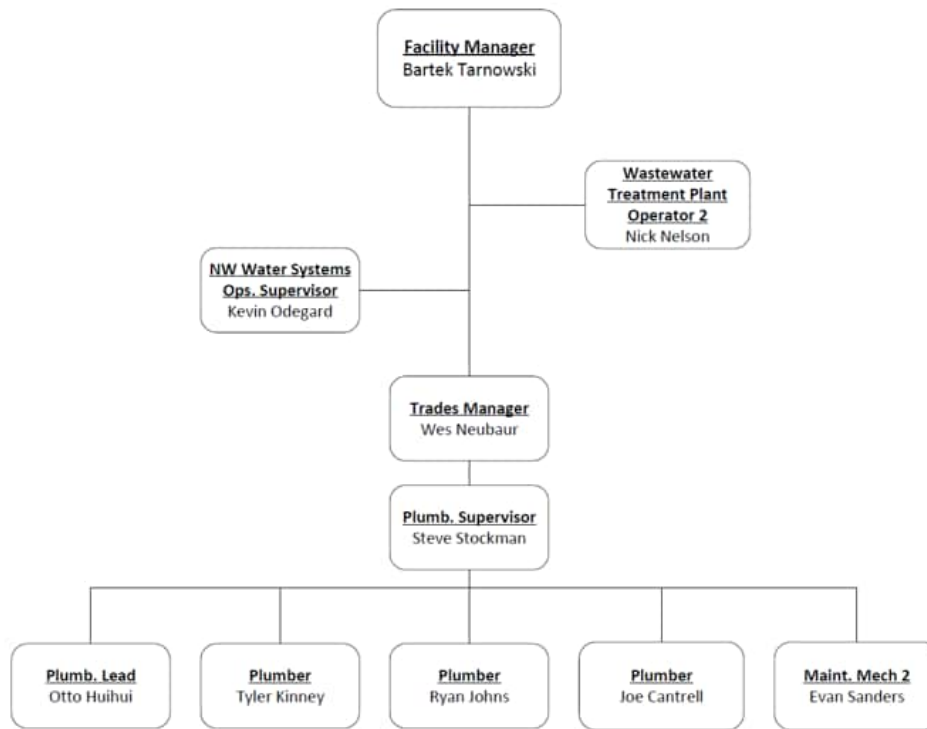 Facility Manager
Bartek Tarnowski
Wastewater
Treatment Plant
Operator 2
Nick Nelson
NW Water Systems
Ops. Supervisor
Kevin Odegard
Trades Manager
Wes Neubaur
Plumb. Supervisor
Steve Stockman
Plumb. Lead
Otto Huihui
Plumber
Tyler Kinney
Plumber
Ryan Johns
Plumber
Joe Cantrell
Maint. Mech 2
Evan Sanders